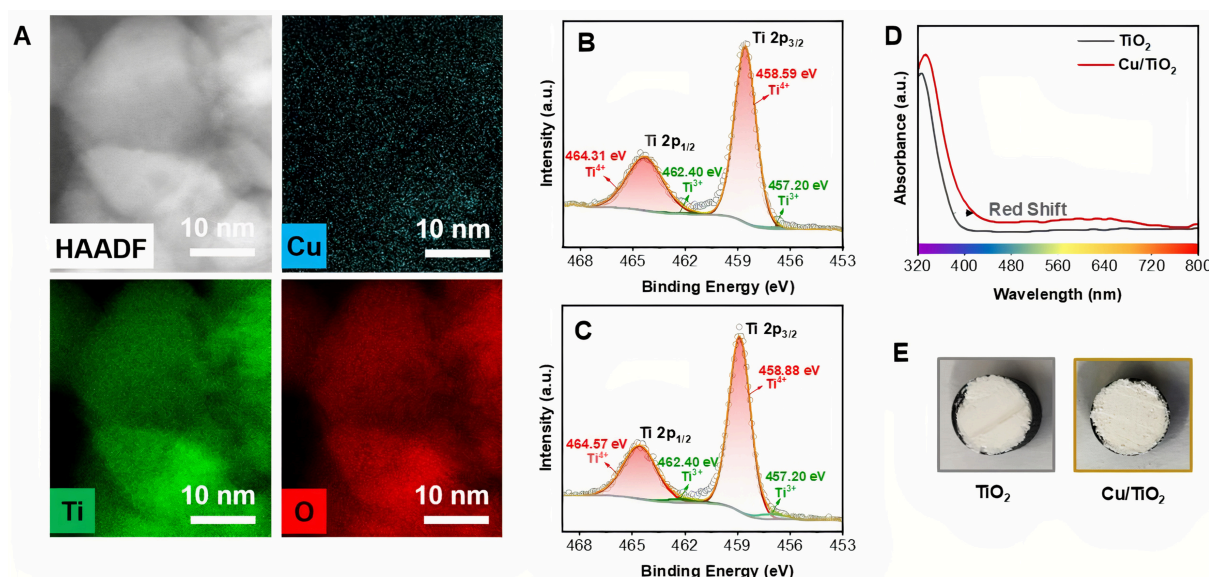 A
HAADF
10 nm
Cu
10 nm
Ti
10 nm
O
10 nm
B
Ti 2p3/2
458.59 eV
Ti4+
Ti 2p1/2
464.31 eV
Ti4+
462.40 eV
Ti3+
457.20 eV
Ti3+
Intensity (a.u.)
468 465 462 459 456 453
Binding Energy (eV)
C
Ti 2p3/2
458.88 eV
Ti4+
Ti 2p1/2
464.57 eV
Ti4+
462.40 eV
Ti3+
457.20 eV
Ti3+
Intensity (a.u.)
468 465 462 459 456 453
Binding Energy (eV)
D
TiO2
Cu/TiO2
Absorbance (a.u.)
Red Shift
320 400 480 560 640 720 800
Wavelength (nm)
E
TiO2
Cu/TiO2